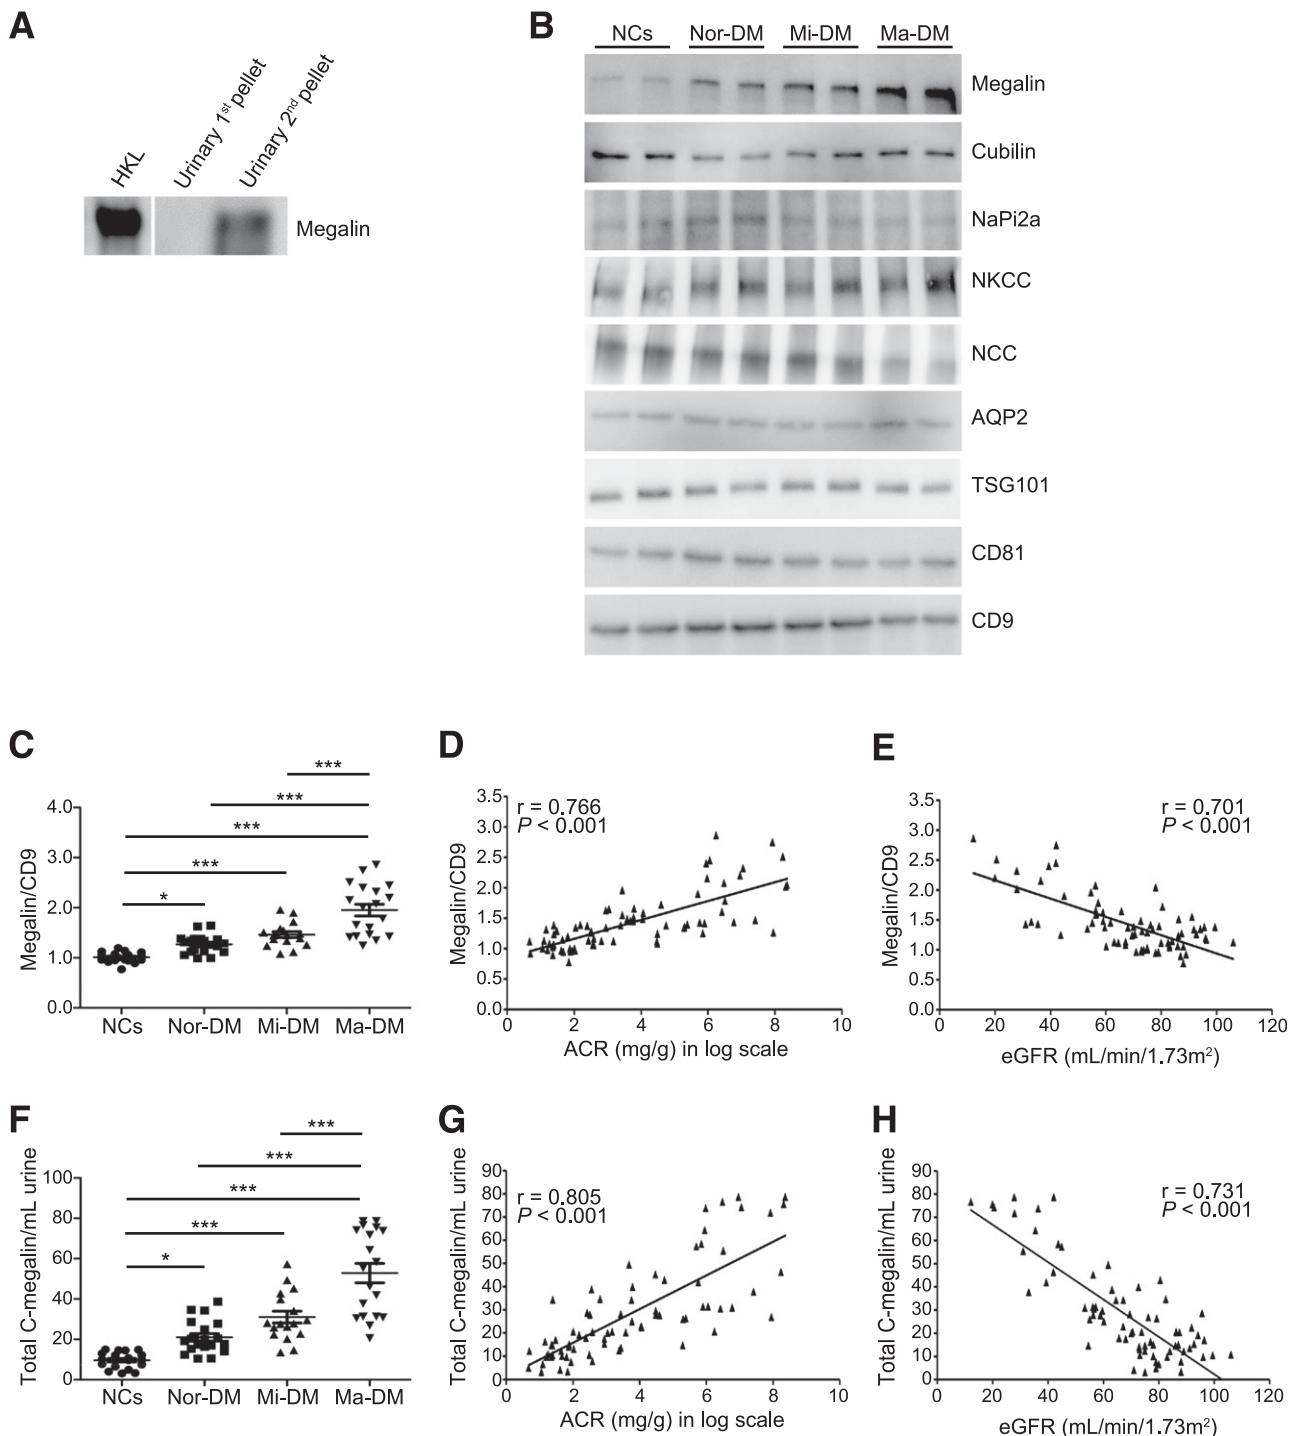 A
HKL
Urinary 1st pellet
Urinary 2nd pellet
Megalin
B
NCs Nor-DM Mi-DM Ma-DM
Megalin
Cubilin
NaPi2a
NKCC
NCC
AQP2
TSG101
CD81
CD9
C
***
***
***
***
*
Megalin/CD9
4.0
3.0
2.0
1.0
0.0
NCs Nor-DM Mi-DM Ma-DM
D
r = 0.766
P < 0.001
Megalin/CD9
3.5
3.0
2.5
2.0
1.5
1.0
0.5
0.0
0 2 4 6 8 10
ACR (mg/g) in log scale
E
r = 0.701
P < 0.001
Megalin/CD9
3.5
3.0
2.5
2.0
1.5
1.0
0.5
0.0
0 20 40 60 80 100 120
eGFR (mL/min/1.73m²)
F
***
***
***
***
*
Total C-megalin/mL urine
100
80
60
40
20
0
NCs Nor-DM Mi-DM Ma-DM
G
r = 0.805
P < 0.001
Total C-megalin/mL urine
90
80
70
60
50
40
30
20
10
0
0 2 4 6 8 10
ACR (mg/g) in log scale
H
r = 0.731
P < 0.001
Total C-megalin/mL urine
90
80
70
60
50
40
30
20
10
0
0 20 40 60 80 100 120
eGFR (mL/min/1.73m²)